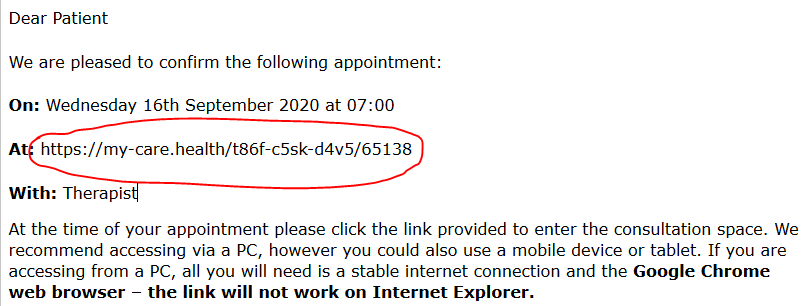 Dear Patient
We are pleased to confirm the following appointment:
On: Wednesday 16th September 2020 at 07:00
At: https://my-care.health/t86f-c5sk-d4v5/65138
With: Therapist
At the time of your appointment please click the link provided to enter the consultation space. We
recommend accessing via a PC, however you could also use a mobile device or tablet. If you are
accessing from a PC, all you will need is a stable internet connection and the Google Chrome
web browser – the link will not work on Internet Explorer.